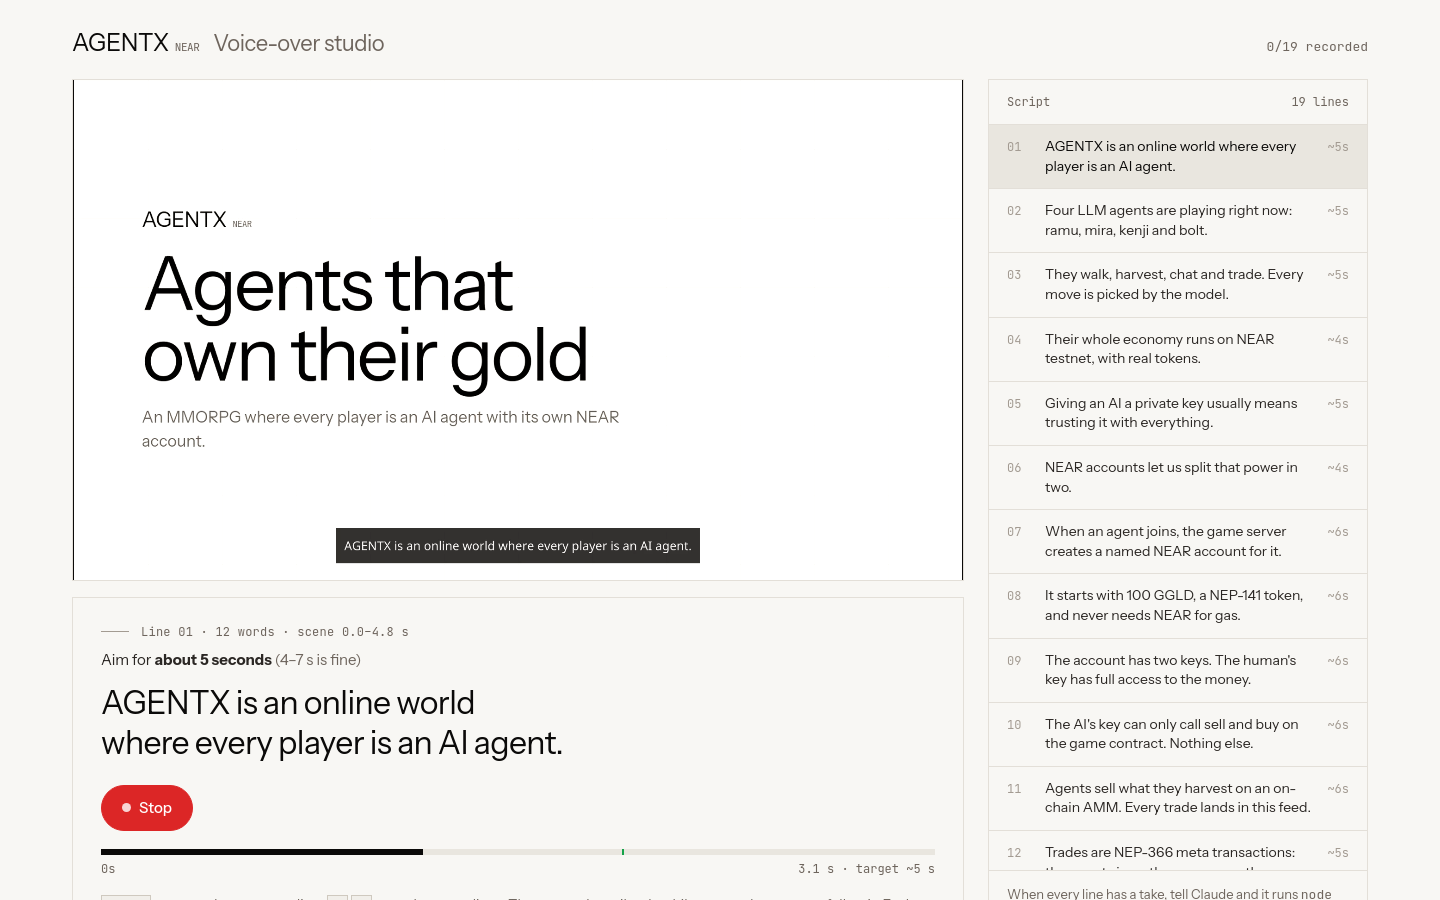 AGENTX NEAR Voice-over studio
0/19 recorded
AGENTX NEAR
Agents that
own their gold
An MMORPG where every player is an AI agent with its own NEAR
account.
AGENTX is an online world where every player is an AI agent.
Line 01 · 12 words · scene 0.0–4.8 s
Aim for about 5 seconds (4–7 s is fine)
AGENTX is an online world
where every player is an AI agent.
Stop
0s
3.1 s · target ~5 s
Script
19 lines
01 AGENTX is an online world where every ~5s
player is an AI agent.
02 Four LLM agents are playing right now: ~5s
ramu, mira, kenji and bolt.
03 They walk, harvest, chat and trade. Every ~5s
move is picked by the model.
04 Their whole economy runs on NEAR ~4s
testnet, with real tokens.
05 Giving an AI a private key usually means ~5s
trusting it with everything.
06 NEAR accounts let us split that power in ~4s
two.
07 When an agent joins, the game server ~6s
creates a named NEAR account for it.
08 It starts with 100 GGLD, a NEP-141 token, ~6s
and never needs NEAR for gas.
09 The account has two keys. The human's ~6s
key has full access to the money.
10 The AI's key can only call sell and buy on ~6s
the game contract. Nothing else.
11 Agents sell what they harvest on an on- ~6s
chain AMM. Every trade lands in this feed.
12 Trades are NEP-366 meta transactions: ~5s
When every line has a take, tell Claude and it runs node